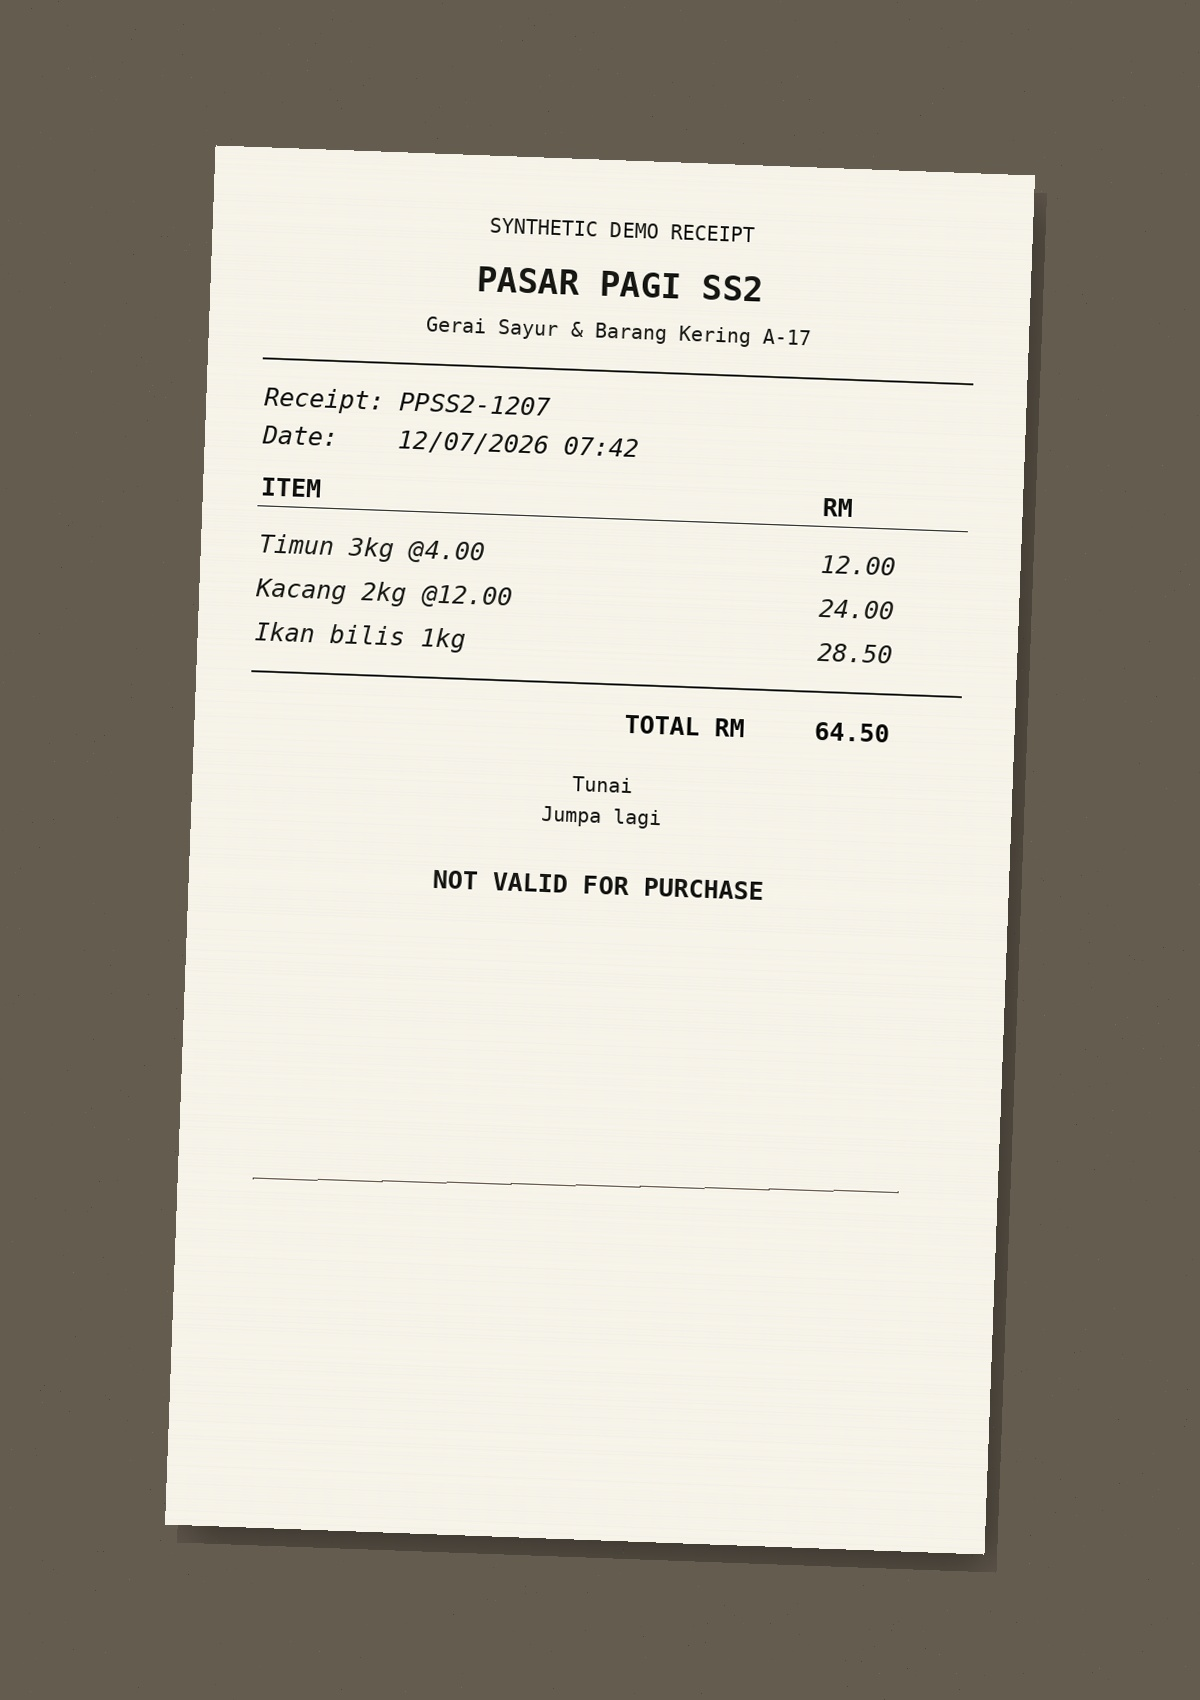 SYNTHETIC DEMO RECEIPT
PASAR PAGI SS2
Gerai Sayur & Barang Kering A-17
Receipt: PPSS2-1207
Date: 12/07/2026 07:42
ITEM RM
Timun 3kg @4.00 12.00
Kacang 2kg @12.00 24.00
Ikan bilis 1kg 28.50
TOTAL RM 64.50
Tunai
Jumpa lagi
NOT VALID FOR PURCHASE